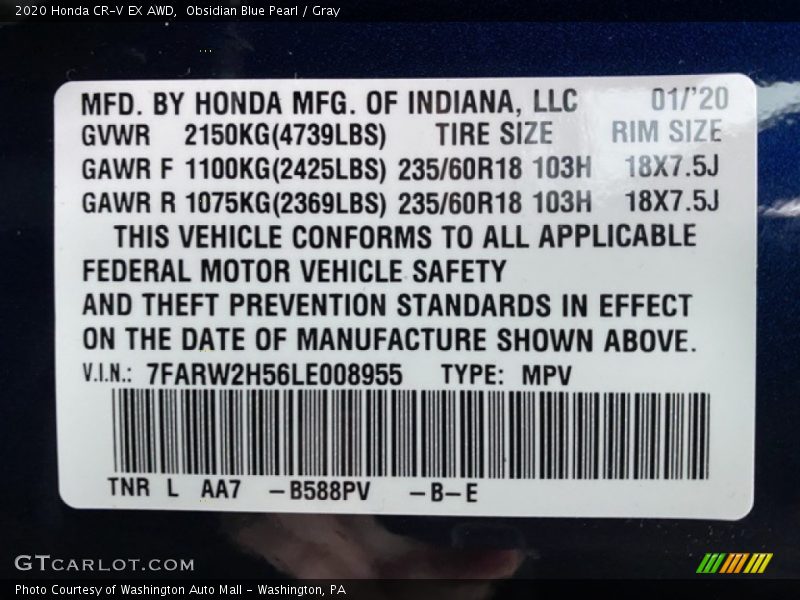 2020 Honda CR-V EX AWD, Obsidian Blue Pearl / Gray
MFD. BY HONDA MFG. OF INDIANA, LLC 01/'20
GVWR 2150KG(4739LBS) TIRE SIZE RIM SIZE
GAWR F 1100KG(2425LBS) 235/60R18 103H 18X7.5J
GAWR R 1075KG(2369LBS) 235/60R18 103H 18X7.5J
THIS VEHICLE CONFORMS TO ALL APPLICABLE
FEDERAL MOTOR VEHICLE SAFETY
AND THEFT PREVENTION STANDARDS IN EFFECT
ON THE DATE OF MANUFACTURE SHOWN ABOVE.
V.I.N.: 7FARW2H56LE008955 TYPE: MPV
TNR L AA7 -B588PV -B-E
GTCARLOT.COM
Photo Courtesy of Washington Auto Mall - Washington, PA